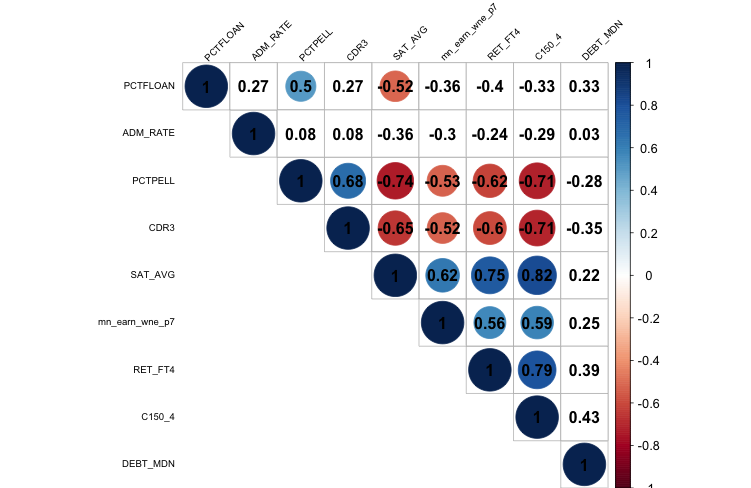 PCTFLOAN ADM_RATE PCTPELL CDR3 SAT_AVG mn_earn_wne_p7 RET_FT4 C150_4 DEBT_MDN
PCTFLOAN 1 0.27 0.5 0.27 -0.52 -0.36 -0.4 -0.33 0.33
ADM_RATE 1 0.08 0.08 -0.36 -0.3 -0.24 -0.29 0.03
PCTPELL 1 0.68 -0.74 -0.53 -0.62 -0.71 -0.28
CDR3 1 -0.65 -0.52 -0.6 -0.71 -0.35
SAT_AVG 1 0.62 0.75 0.82 0.22
mn_earn_wne_p7 1 0.56 0.59 0.25
RET_FT4 1 0.79 0.39
C150_4 1 0.43
DEBT_MDN 1
1
0.8
0.6
0.4
0.2
0
-0.2
-0.4
-0.6
-0.8
-1